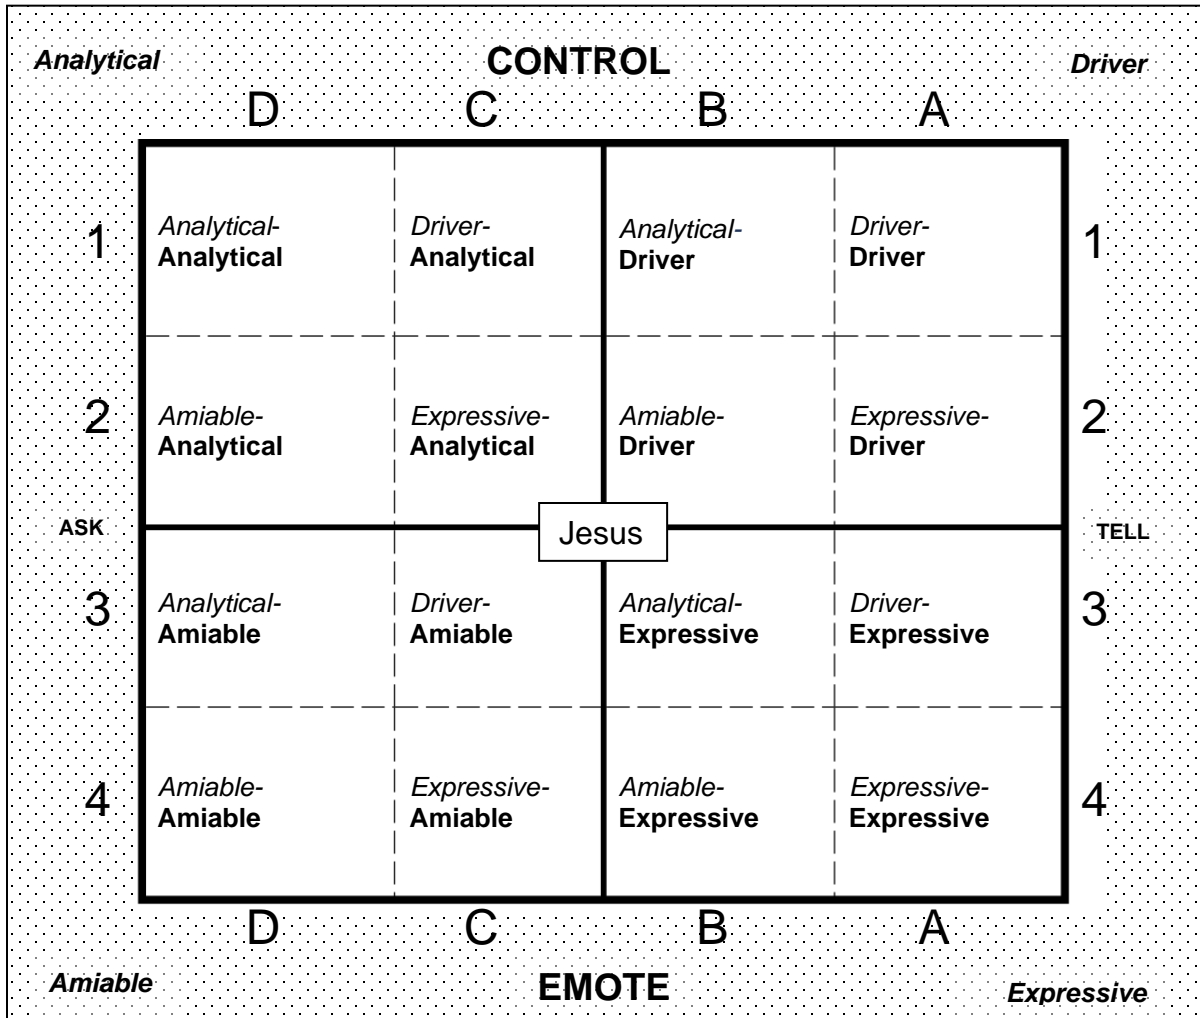 Analytical CONTROL Driver
D C B A
1 Analytical- Driver- Analytical- Driver- 1
Analytical Analytical Driver Driver
2 Amiable- Expressive- Amiable- Expressive- 2
Analytical Analytical Driver Driver
ASK Jesus TELL
3 Analytical- Driver- Analytical- Driver- 3
Amiable Amiable Expressive Expressive
4 Amiable- Expressive- Amiable- Expressive- 4
Amiable Amiable Expressive Expressive
D C B A
Amiable EMOTE Expressive